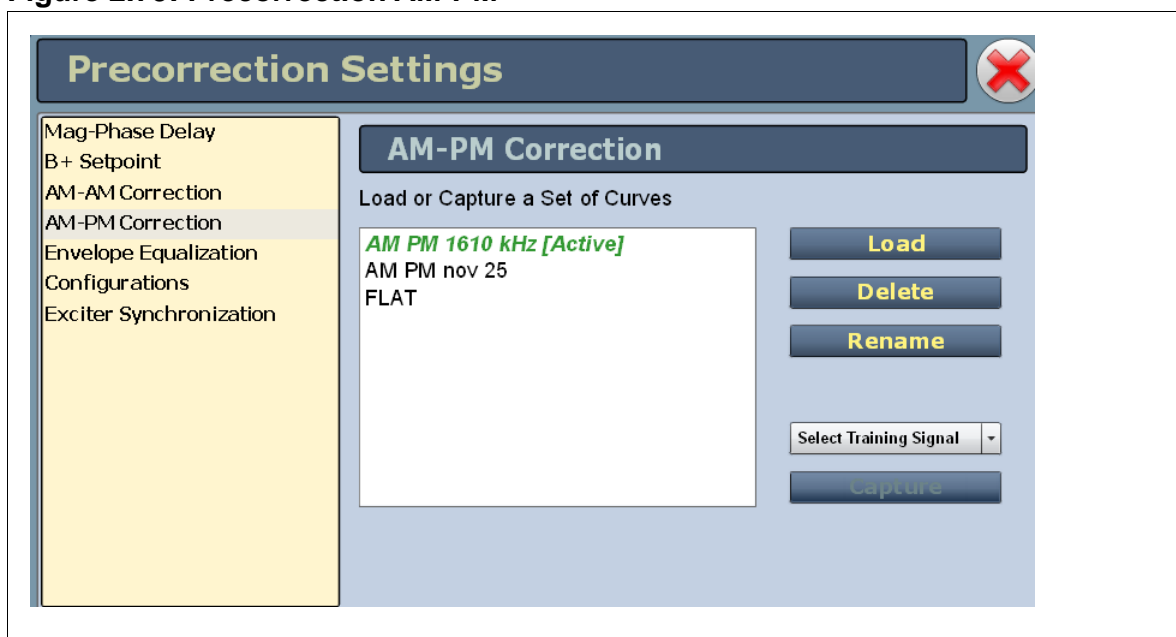 Precorrection Settings
Mag-Phase Delay
B+ Setpoint
AM-AM Correction
AM-PM Correction
Envelope Equalization
Configurations
Exciter Synchronization
AM-PM Correction
Load or Capture a Set of Curves
AM PM 1610 kHz [Active]
AM PM nov 25
FLAT
Load
Delete
Rename
Select Training Signal
Capture